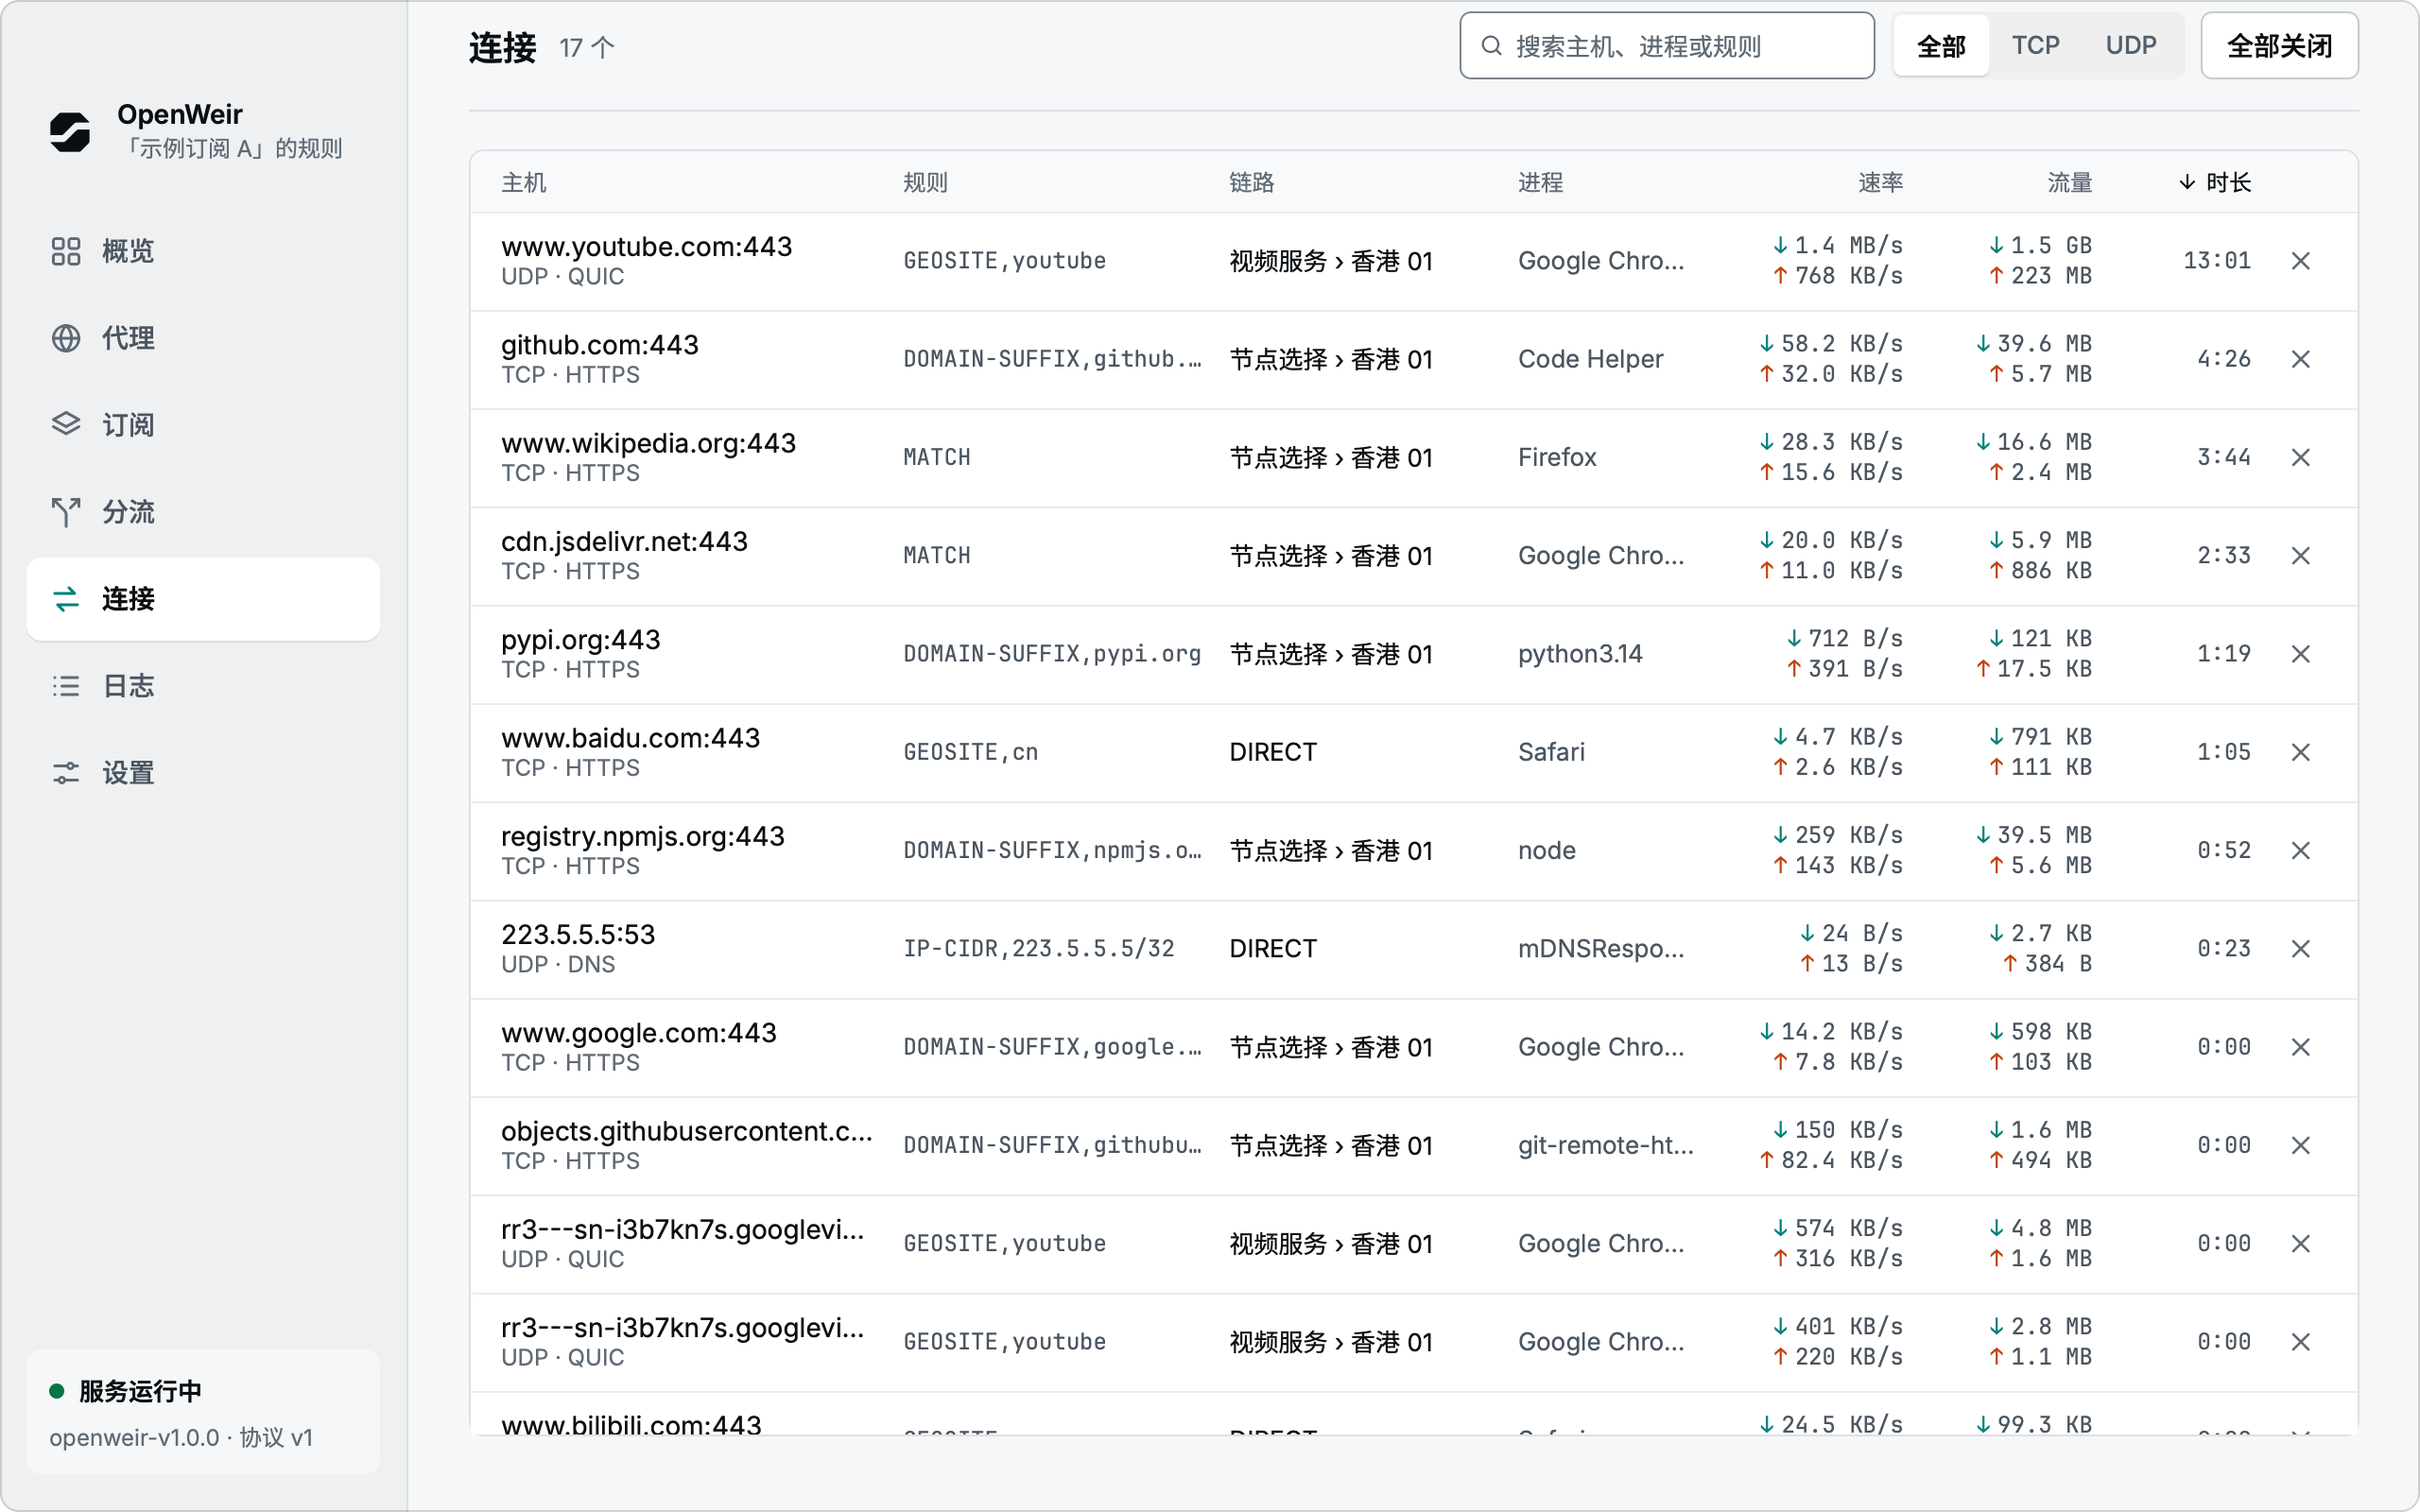 OpenWeir
「示例订阅 A」的规则
概览
代理
订阅
分流
连接
日志
设置
服务运行中
openweir-v1.0.0 · 协议 v1
连接 17 个
搜索主机、进程或规则
全部 TCP UDP
全部关闭
主机 规则 链路 进程 速率 流量 ↓ 时长
www.youtube.com:443
UDP · QUIC
GEOSITE,youtube
视频服务 › 香港 01
Google Chro...
↓ 1.4 MB/s
↑ 768 KB/s
↓ 1.5 GB
↑ 223 MB
13:01
github.com:443
TCP · HTTPS
DOMAIN-SUFFIX,github....
节点选择 › 香港 01
Code Helper
↓ 58.2 KB/s
↑ 32.0 KB/s
↓ 39.6 MB
↑ 5.7 MB
4:26
www.wikipedia.org:443
TCP · HTTPS
MATCH
节点选择 › 香港 01
Firefox
↓ 28.3 KB/s
↑ 15.6 KB/s
↓ 16.6 MB
↑ 2.4 MB
3:44
cdn.jsdelivr.net:443
TCP · HTTPS
MATCH
节点选择 › 香港 01
Google Chro...
↓ 20.0 KB/s
↑ 11.0 KB/s
↓ 5.9 MB
↑ 886 KB
2:33
pypi.org:443
TCP · HTTPS
DOMAIN-SUFFIX,pypi.org
节点选择 › 香港 01
python3.14
↓ 712 B/s
↑ 391 B/s
↓ 121 KB
↑ 17.5 KB
1:19
www.baidu.com:443
TCP · HTTPS
GEOSITE,cn
DIRECT
Safari
↓ 4.7 KB/s
↑ 2.6 KB/s
↓ 791 KB
↑ 111 KB
1:05
registry.npmjs.org:443
TCP · HTTPS
DOMAIN-SUFFIX,npmjs.o...
节点选择 › 香港 01
node
↓ 259 KB/s
↑ 143 KB/s
↓ 39.5 MB
↑ 5.6 MB
0:52
223.5.5.5:53
UDP · DNS
IP-CIDR,223.5.5.5/32
DIRECT
mDNSRespo...
↓ 24 B/s
↑ 13 B/s
↓ 2.7 KB
↑ 384 B
0:23
www.google.com:443
TCP · HTTPS
DOMAIN-SUFFIX,google....
节点选择 › 香港 01
Google Chro...
↓ 14.2 KB/s
↑ 7.8 KB/s
↓ 598 KB
↑ 103 KB
0:00
objects.githubusercontent.c...
TCP · HTTPS
DOMAIN-SUFFIX,githubu...
节点选择 › 香港 01
git-remote-ht...
↓ 150 KB/s
↑ 82.4 KB/s
↓ 1.6 MB
↑ 494 KB
0:00
rr3---sn-i3b7kn7s.googlevi...
UDP · QUIC
GEOSITE,youtube
视频服务 › 香港 01
Google Chro...
↓ 574 KB/s
↑ 316 KB/s
↓ 4.8 MB
↑ 1.6 MB
0:00
rr3---sn-i3b7kn7s.googlevi...
UDP · QUIC
GEOSITE,youtube
视频服务 › 香港 01
Google Chro...
↓ 401 KB/s
↑ 220 KB/s
↓ 2.8 MB
↑ 1.1 MB
0:00
www.bilibili.com:443
DIRECT
↓ 24.5 KB/s
↓ 99.3 KB